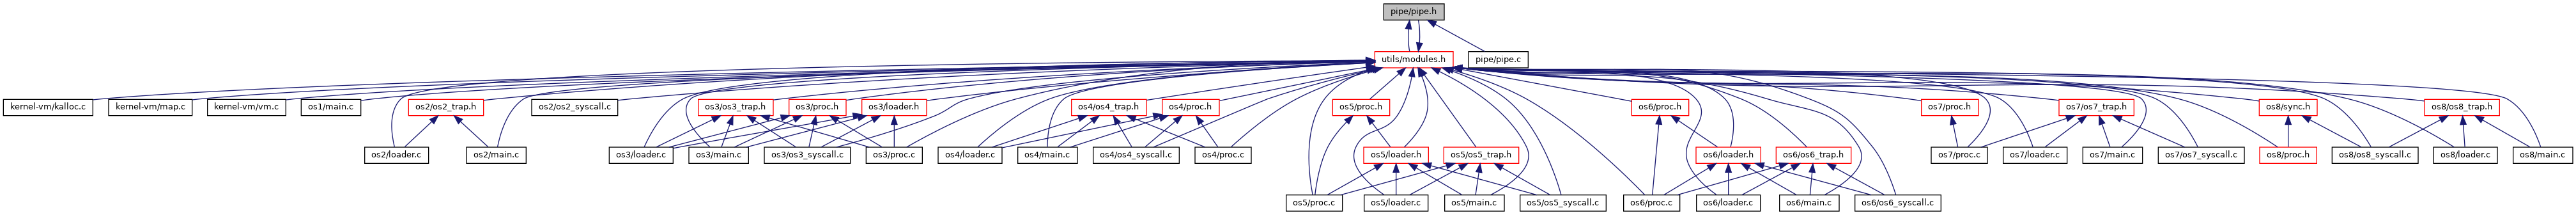 pipe/pipe.h
utils/modules.h
pipe/pipe.c
kernel-vm/kalloc.c
kernel-vm/map.c
kernel-vm/vm.c
os1/main.c
os2/os2_trap.h
os2/os2_syscall.c
os3/os3_trap.h
os3/proc.h
os3/loader.h
os4/os4_trap.h
os4/proc.h
os5/proc.h
os6/proc.h
os7/proc.h
os7/os7_trap.h
os8/sync.h
os8/os8_trap.h
os2/loader.c
os2/main.c
os3/loader.c
os3/main.c
os3/os3_syscall.c
os3/proc.c
os4/loader.c
os4/main.c
os4/os4_syscall.c
os4/proc.c
os5/loader.h
os5/os5_trap.h
os6/loader.h
os6/os6_trap.h
os7/proc.c
os7/loader.c
os7/main.c
os7/os7_syscall.c
os8/proc.h
os8/os8_syscall.c
os8/loader.c
os8/main.c
os5/proc.c
os5/loader.c
os5/main.c
os5/os5_syscall.c
os6/proc.c
os6/loader.c
os6/main.c
os6/os6_syscall.c